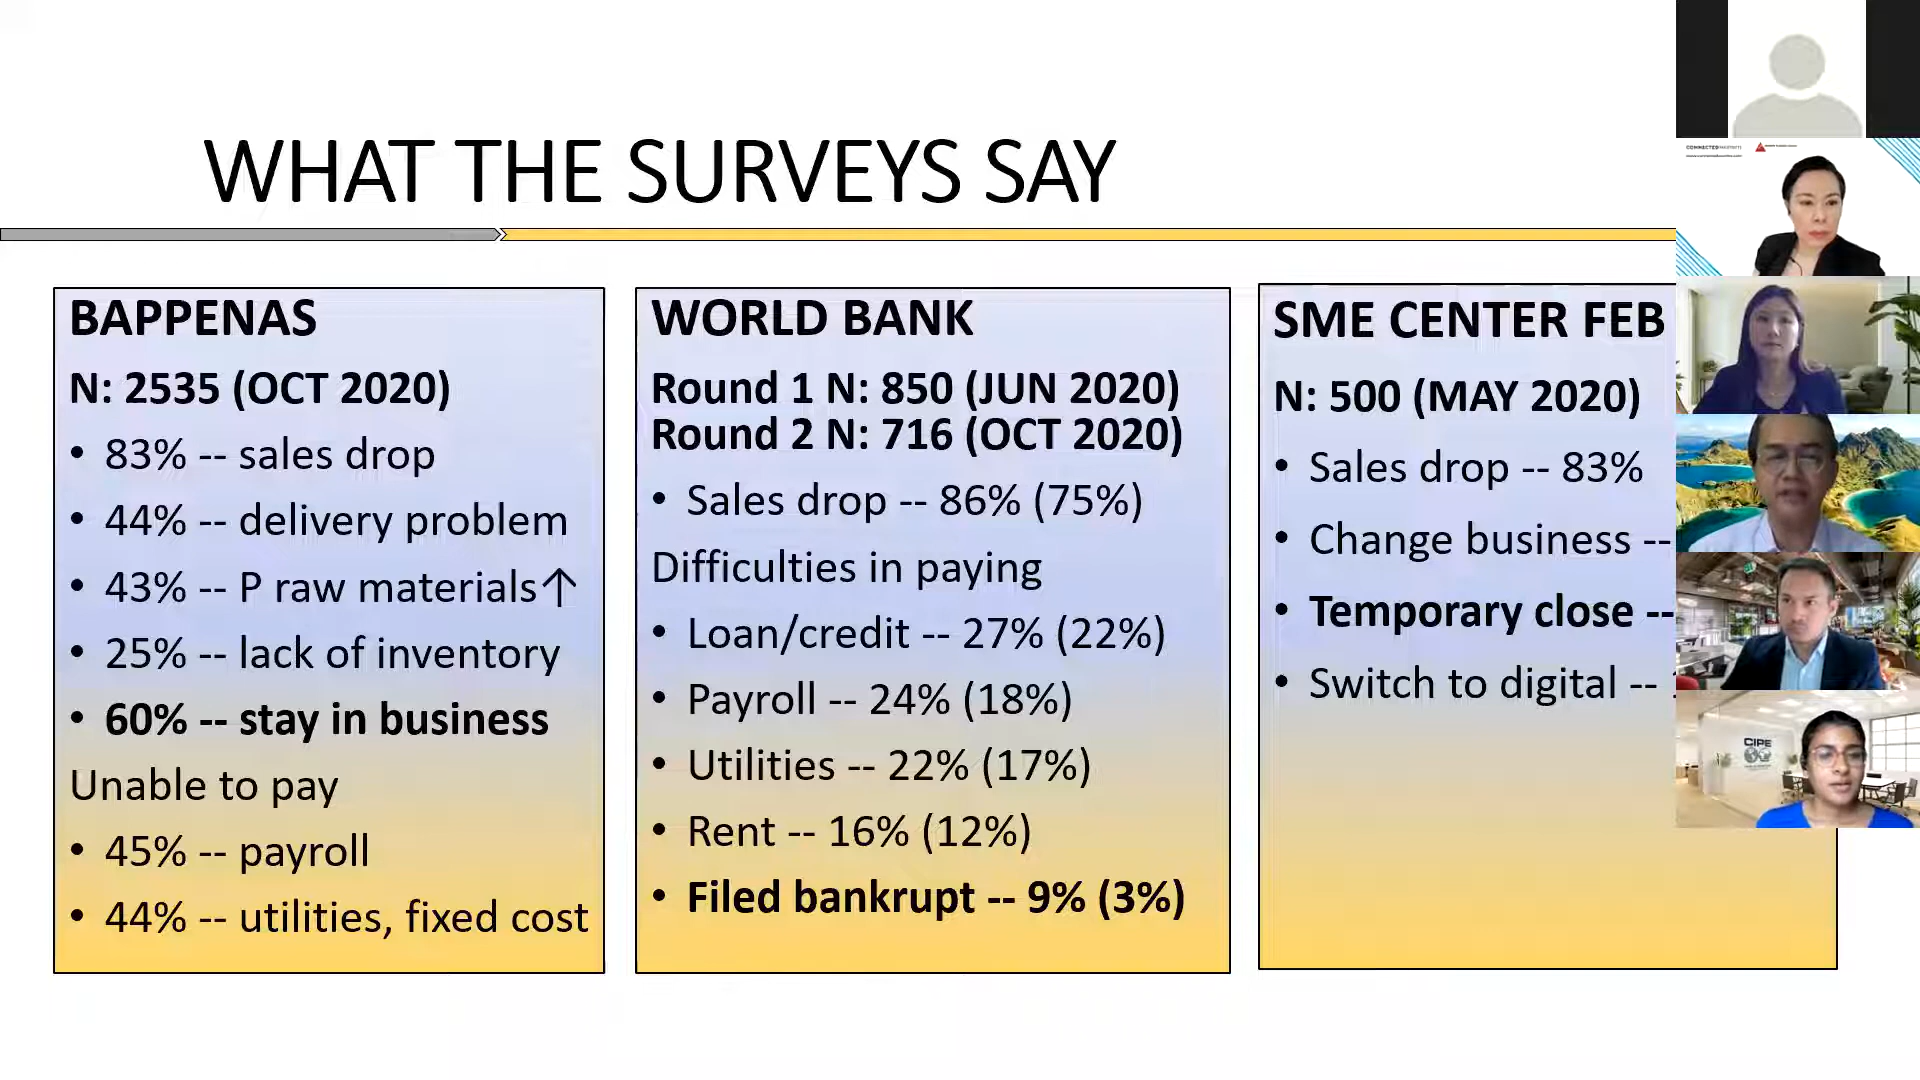 WHAT THE SURVEYS SAY
BAPPENAS
N: 2535 (OCT 2020)
• 83% -- sales drop
• 44% -- delivery problem
• 43% -- P raw materials↑
• 25% -- lack of inventory
• 60% -- stay in business
Unable to pay
• 45% -- payroll
• 44% -- utilities, fixed cost
WORLD BANK
Round 1 N: 850 (JUN 2020)
Round 2 N: 716 (OCT 2020)
• Sales drop -- 86% (75%)
Difficulties in paying
• Loan/credit -- 27% (22%)
• Payroll -- 24% (18%)
• Utilities -- 22% (17%)
• Rent -- 16% (12%)
• Filed bankrupt -- 9% (3%)
SME CENTER FEB
N: 500 (MAY 2020)
• Sales drop -- 83%
• Change business --
• Temporary close --
• Switch to digital --
CIPE